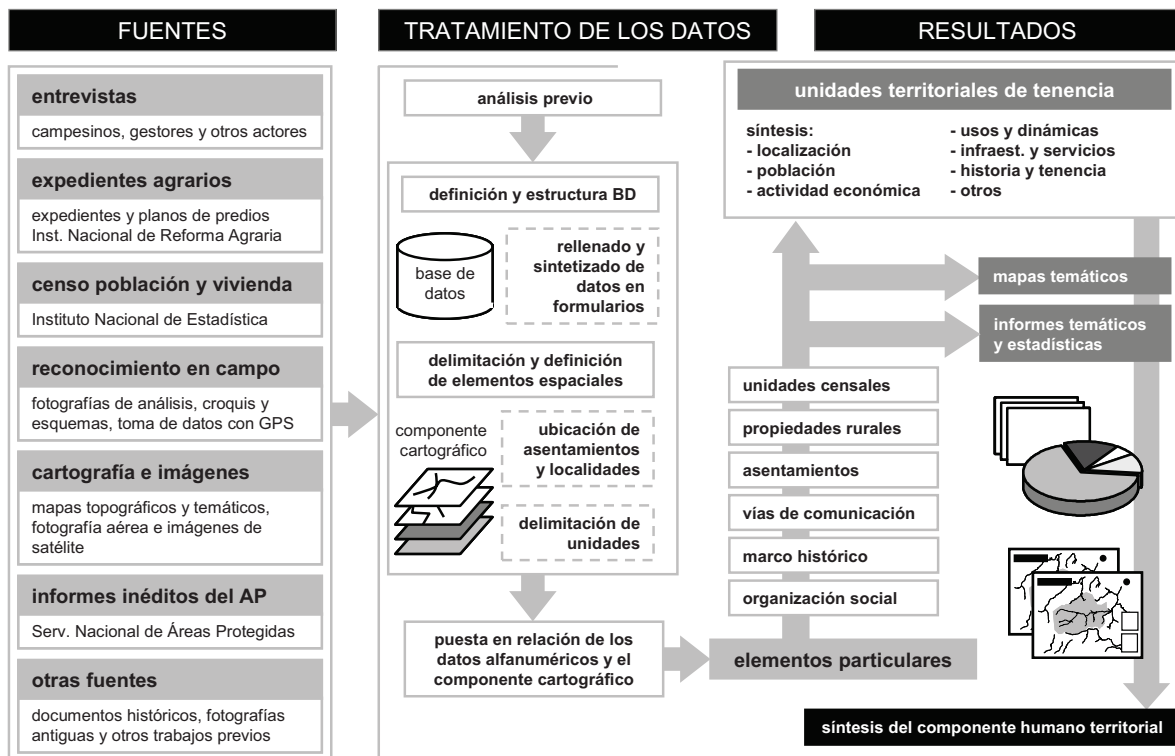 FUENTES
entrevistas
campesinos, gestores y otros actores
expedientes agrarios
expedientes y planos de predios
Inst. Nacional de Reforma Agraria
censo población y vivienda
Instituto Nacional de Estadística
reconocimiento en campo
fotografías de análisis, croquis y
esquemas, toma de datos con GPS
cartografía e imágenes
mapas topográficos y temáticos,
fotografía aérea e imágenes de
satélite
informes inéditos del AP
Serv. Nacional de Áreas Protegidas
otras fuentes
documentos históricos, fotografías
antiguas y otros trabajos previos
TRATAMIENTO DE LOS DATOS
análisis previo
definición y estructura BD
base de
datos
rellenado y
sintetizado de
datos en
formularios
delimitación y definición
de elementos espaciales
componente
cartográfico
ubicación de
asentamientos
y localidades
delimitación de
unidades
puesta en relación de los
datos alfanuméricos y el
componente cartográfico
RESULTADOS
unidades territoriales de tenencia
síntesis:
- localización
- población
- actividad económica
- usos y dinámicas
- infraest. y servicios
- historia y tenencia
- otros
mapas temáticos
informes temáticos
y estadísticas
unidades censales
propiedades rurales
asentamientos
vías de comunicación
marco histórico
organización social
elementos particulares
síntesis del componente humano territorial